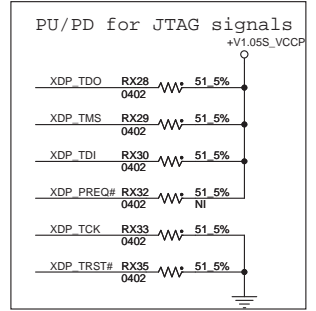 PU/PD for JTAG signals
+V1.05S_VCCP
XDP_TDO RX28 51_5%
0402
XDP_TMS RX29 51_5%
0402
XDP_TDI RX30 51_5%
0402
XDP_PREQ# RX32 51_5%
0402 NI
XDP_TCK RX33 51_5%
0402
XDP_TRST# RX35 51_5%
0402